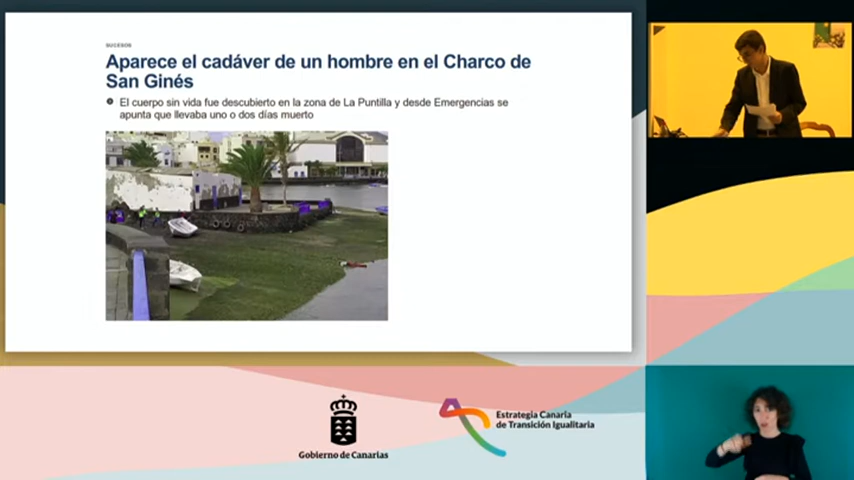 SUCESOS
Aparece el cadáver de un hombre en el Charco de
San Ginés
El cuerpo sin vida fue descubierto en la zona de La Puntilla y desde Emergencias se
apunta que llevaba uno o dos días muerto
Gobierno de Canarias
Estrategia Canaria
de Transición Igualitaria